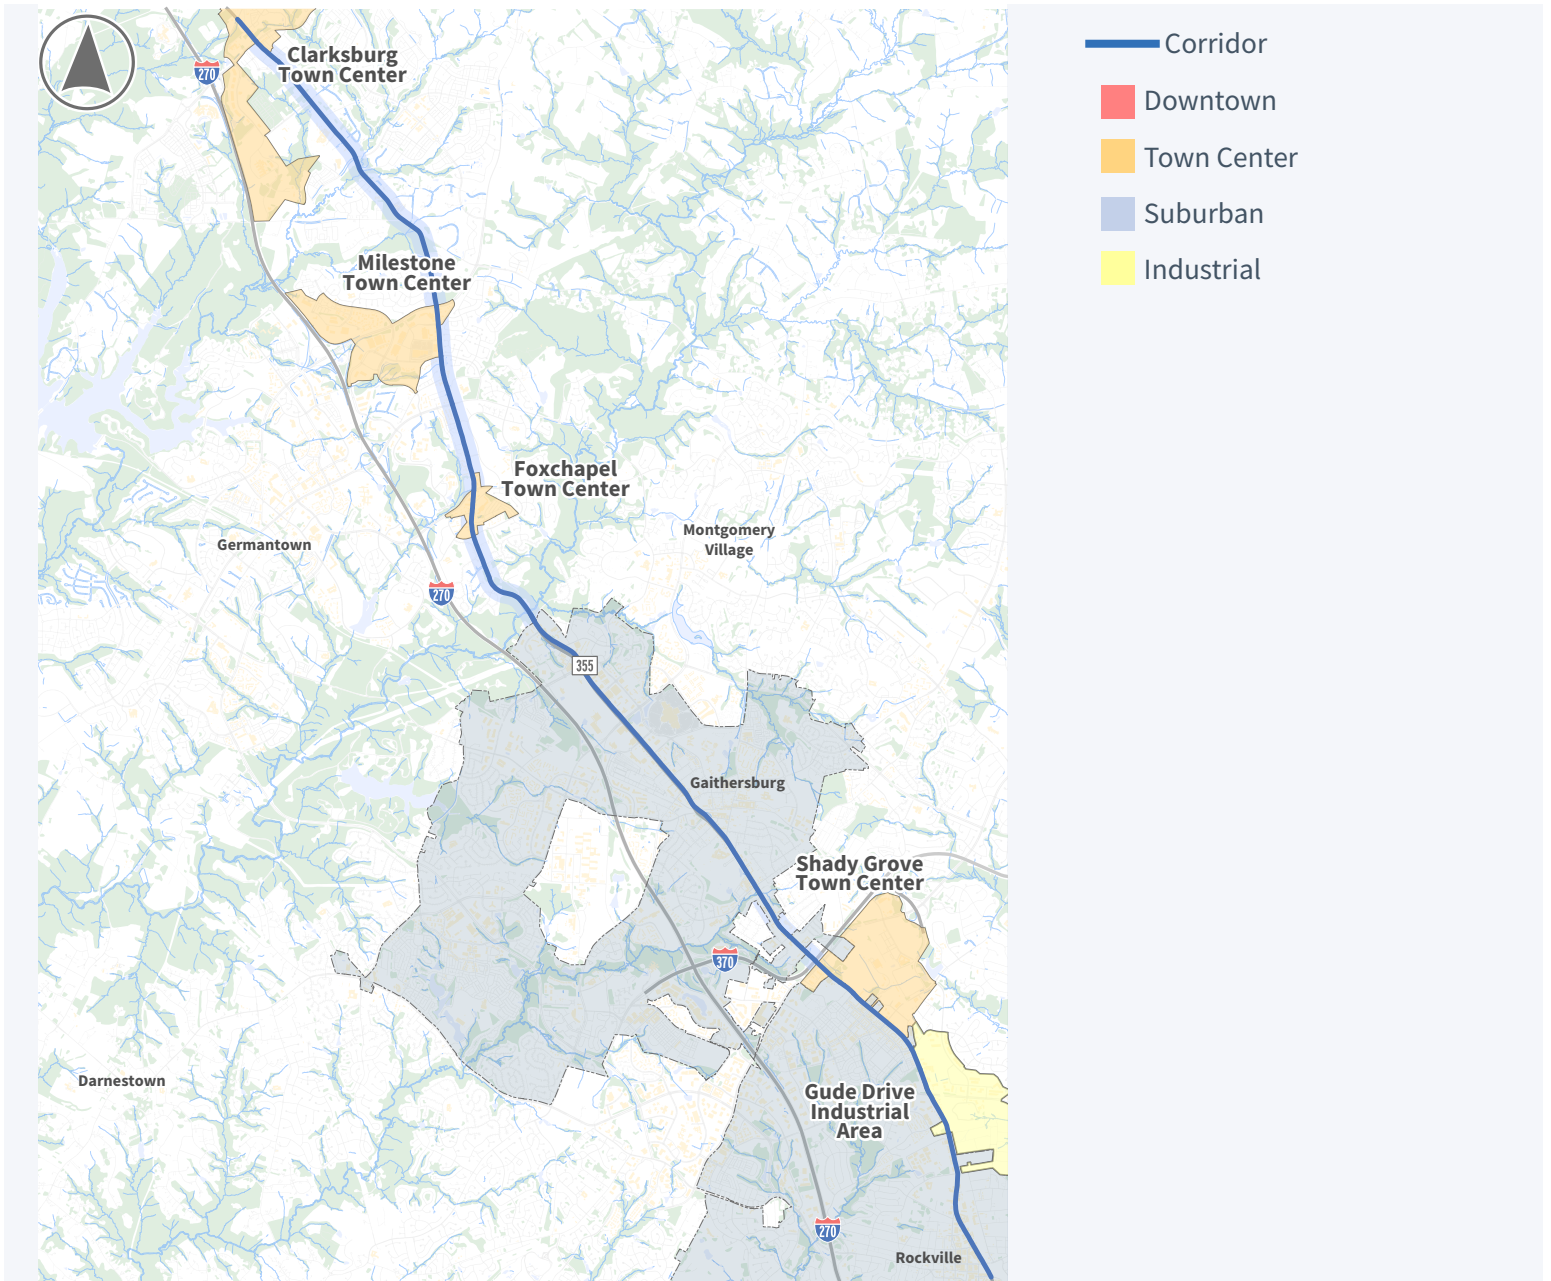 Clarksburg
Town Center
270
Milestone
Town Center
Foxchapel
Town Center
Montgomery
Village
Germantown
270
355
Gaithersburg
Shady Grove
Town Center
370
Darnestown
Gude Drive
Industrial
Area
270
Rockville
Corridor
Downtown
Town Center
Suburban
Industrial